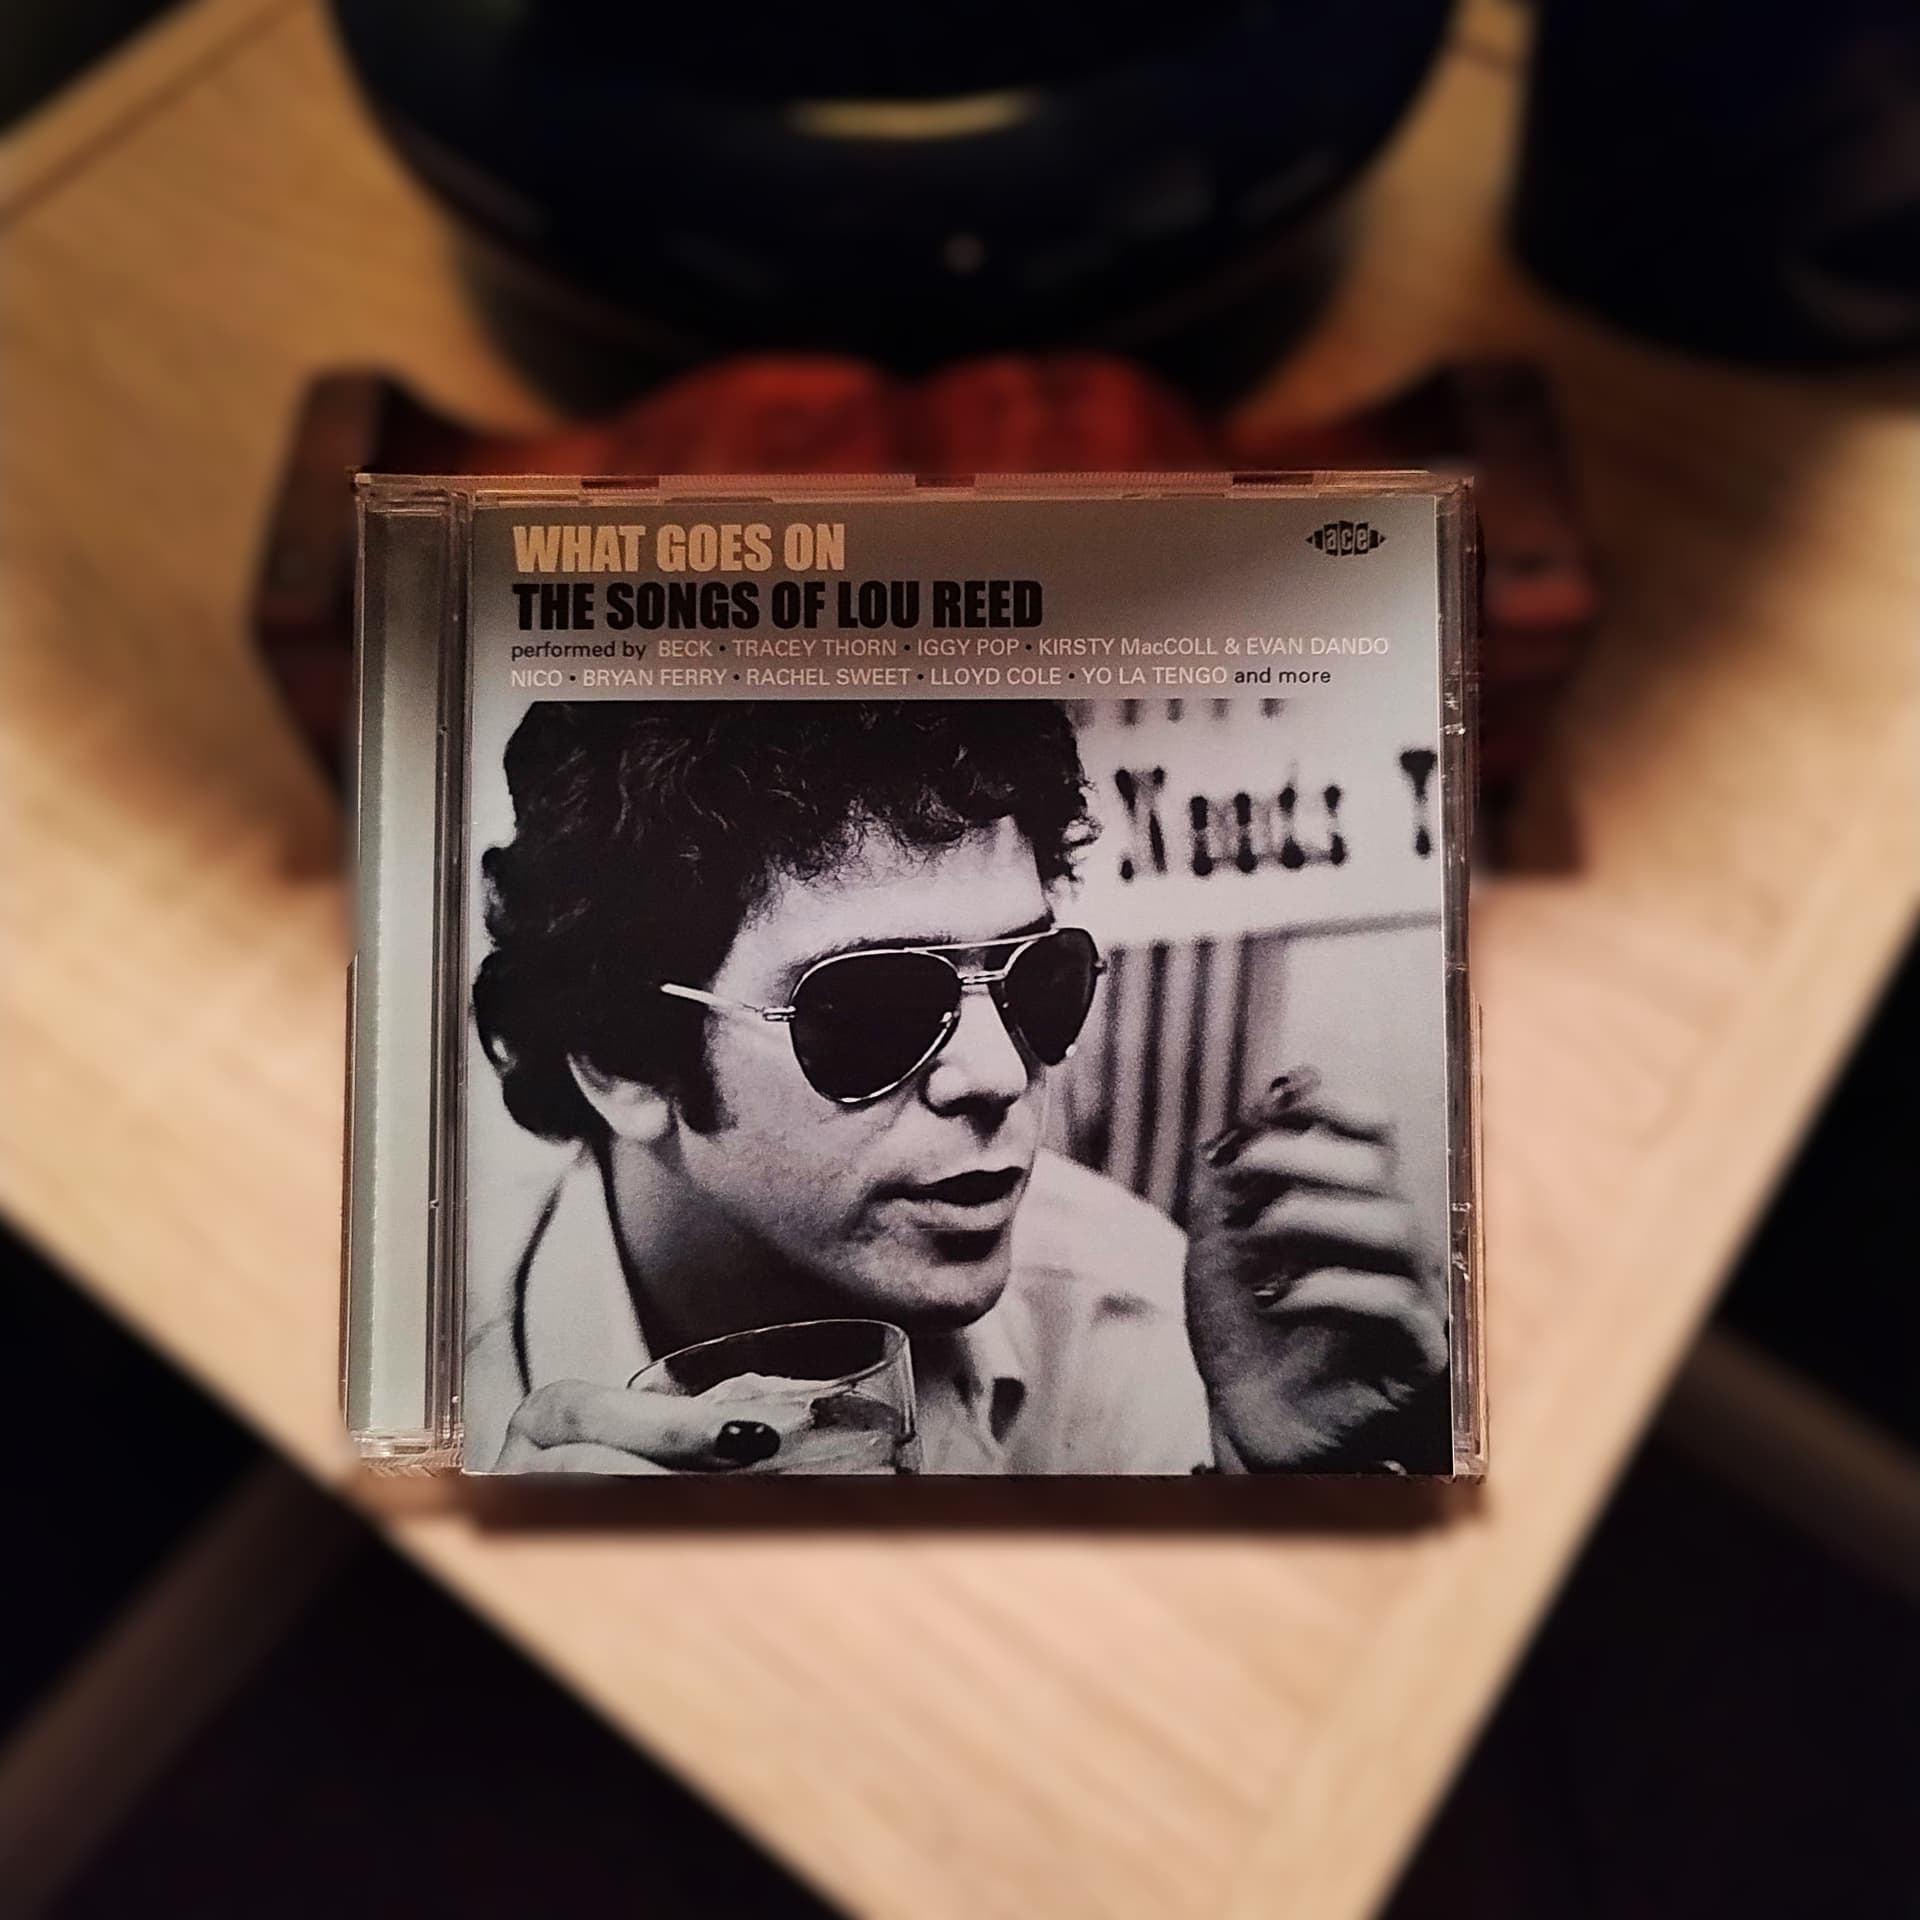 WHAT GOES ON
ace
THE SONGS OF LOU REED
performed by BECK • TRACEY THORN • IGGY POP • KIRSTY MacCOLL & EVAN DANDO
NICO • BRYAN FERRY • RACHEL SWEET • LLOYD COLE • YO LA TENGO and more